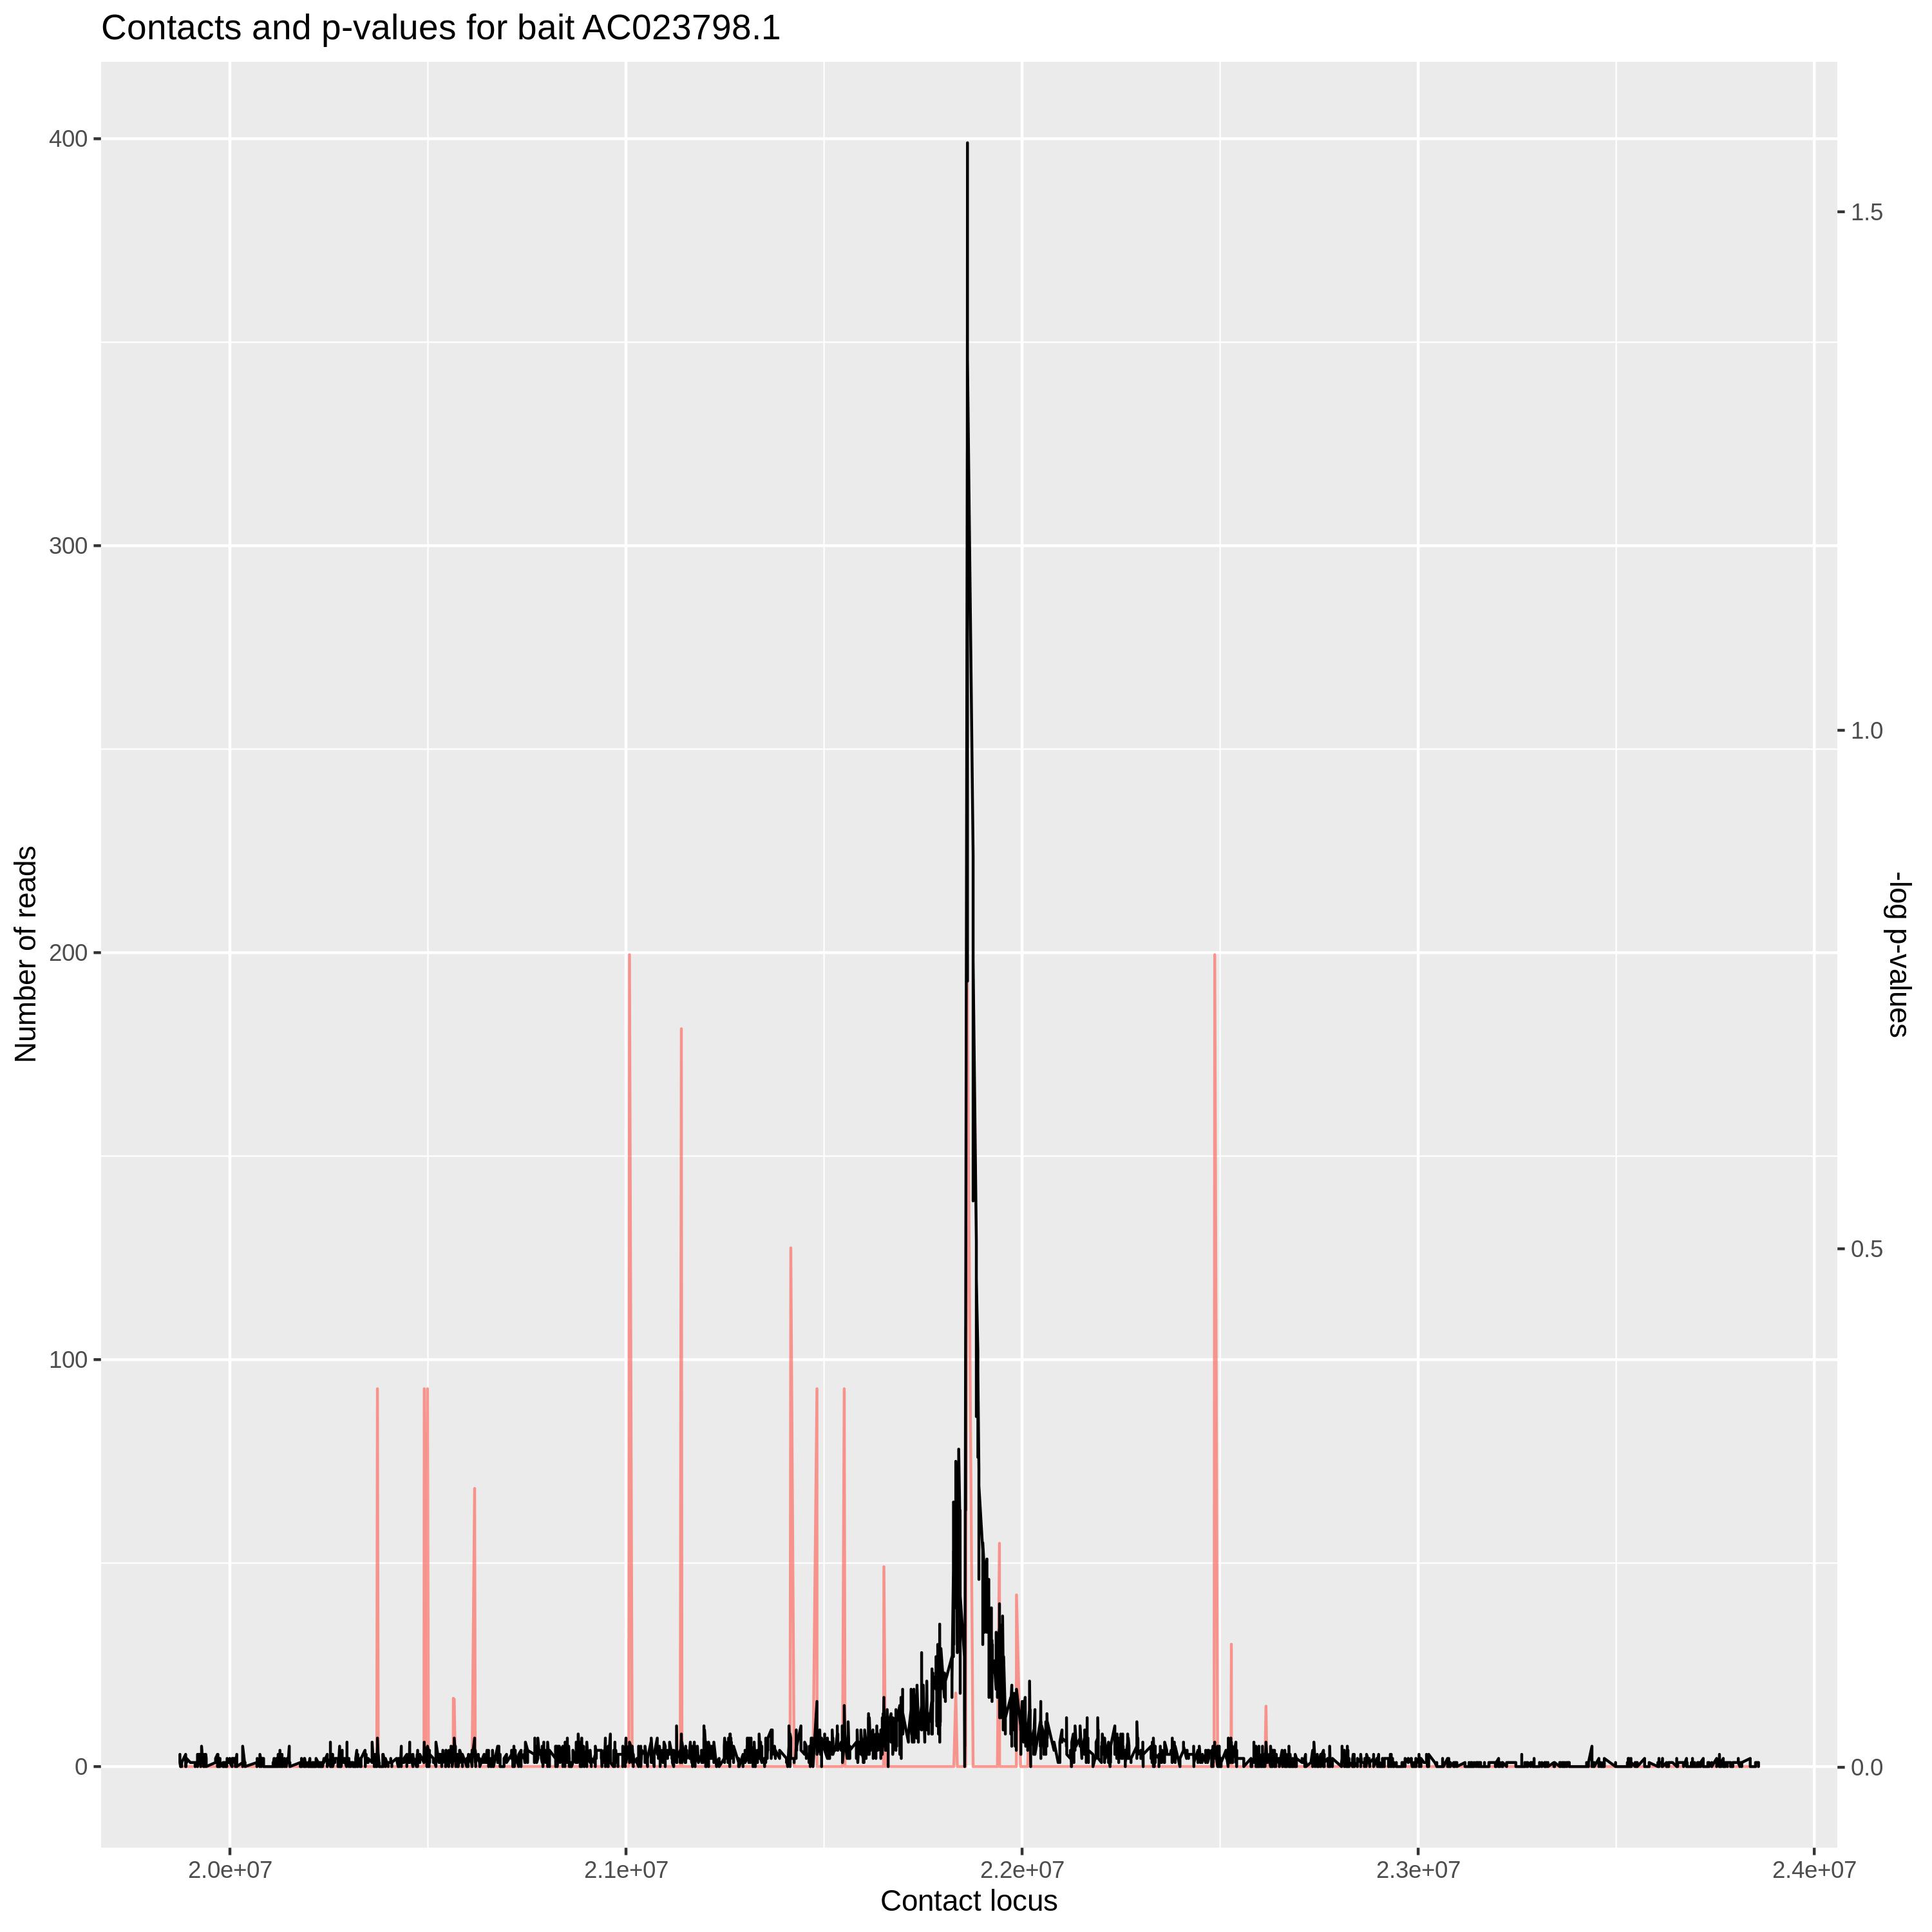 Contacts and p-values for bait AC023798.1
400
300
200
100
0
Number of reads
1.5
1.0
0.5
0.0
-log p-values
2.0e+07 2.1e+07 2.2e+07 2.3e+07 2.4e+07
Contact locus